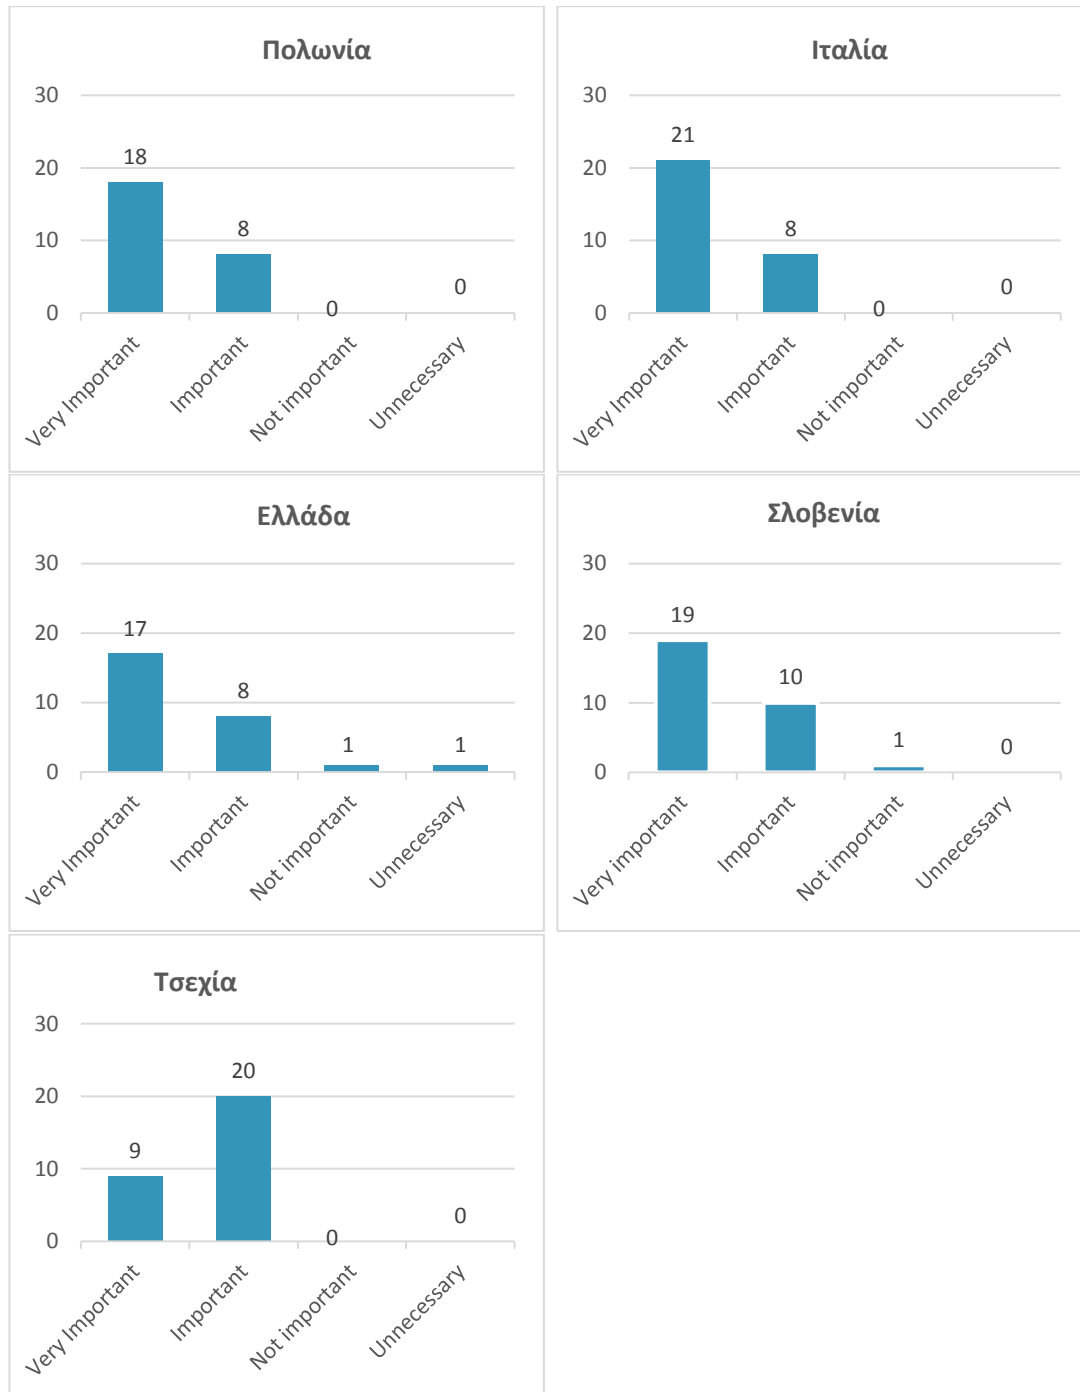 Πολωνία
30
20
10
0
18
8
0
0
Very Important
Important
Not important
Unnecessary
Ιταλία
30
20
10
0
21
8
0
0
Very Important
Important
Not important
Unnecessary
Ελλάδα
30
20
10
0
17
8
1
1
Very Important
Important
Not important
Unnecessary
Σλοβενία
30
20
10
0
19
10
1
0
Very important
Important
Not important
Unnecessary
Τσεχία
30
20
10
0
9
20
0
0
Very Important
Important
Not important
Unnecessary